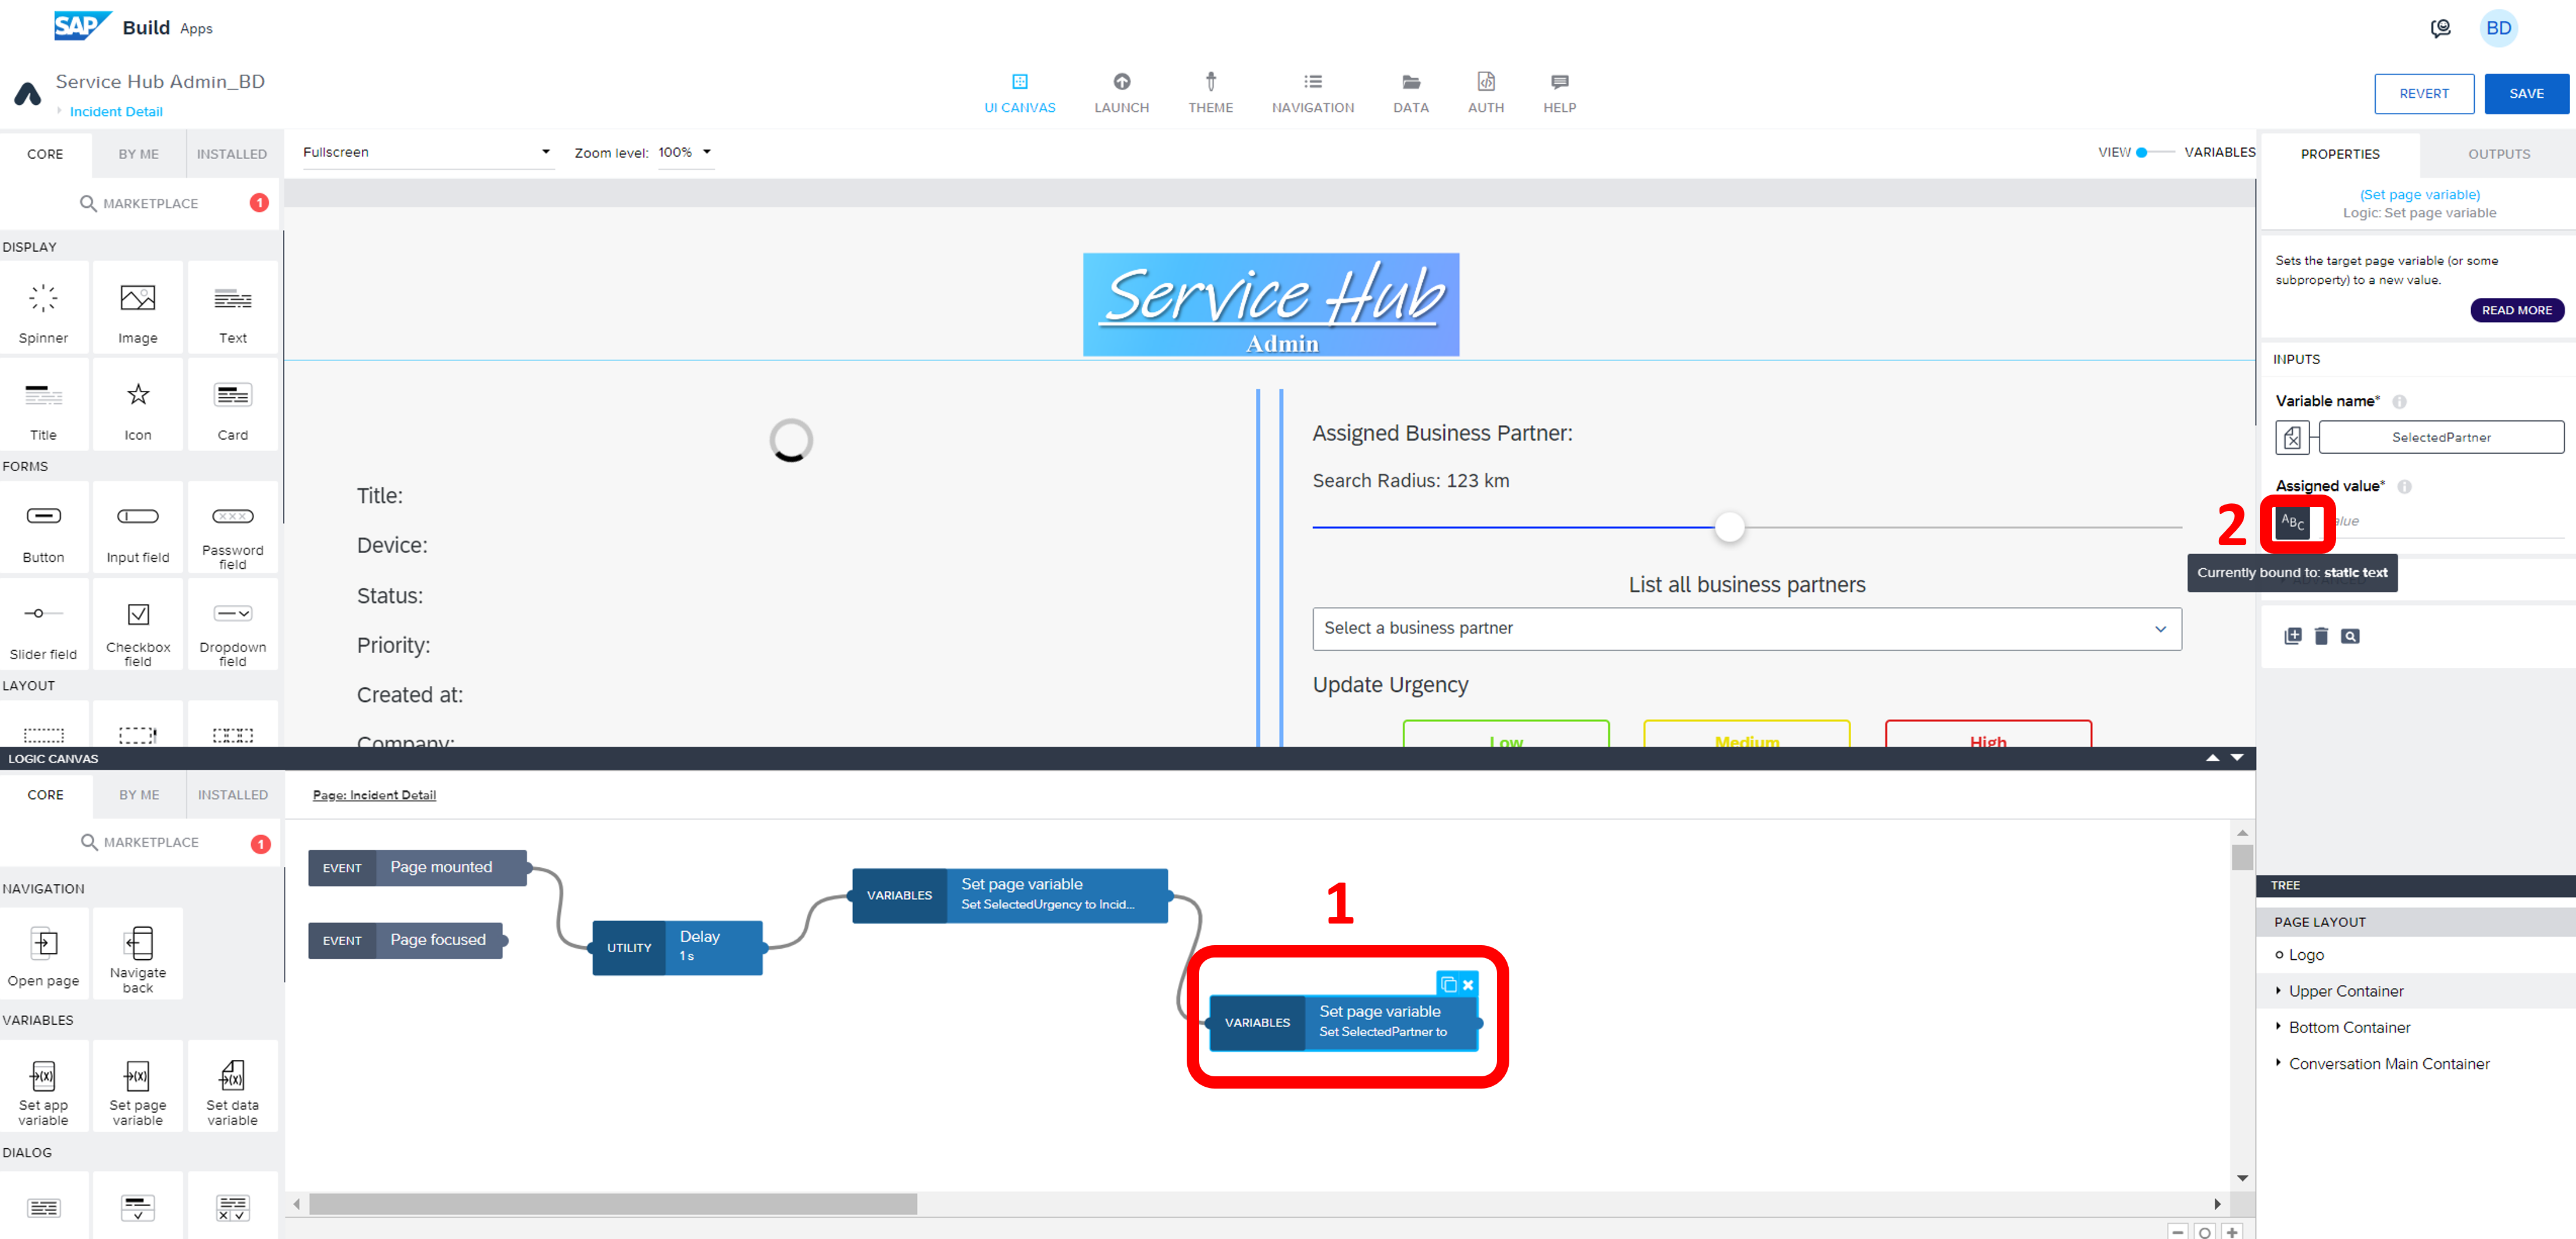 SAP Build Apps
BD
Service Hub Admin_BD
Incident Detail
UI CANVAS
LAUNCH
THEME
NAVIGATION
DATA
AUTH
HELP
REVERT
SAVE
CORE
BY ME
INSTALLED
Fullscreen
Zoom level: 100%
VIEW
VARIABLES
PROPERTIES
OUTPUTS
MARKETPLACE
1
(Set page variable)
Logic: Set page variable
DISPLAY
Spinner
Image
Text
Title
Icon
Card
FORMS
Button
Input field
Password
field
Slider field
Checkbox
field
Dropdown
field
LAYOUT
Service Hub
Admin
Title:
Device:
Status:
Priority:
Created at:
Company:
Assigned Business Partner:
Search Radius: 123 km
List all business partners
Select a business partner
Update Urgency
Low
Medium
High
Sets the target page variable (or some
subproperty) to a new value.
READ MORE
INPUTS
Variable name*
SelectedPartner
Assigned value*
2
ABC
alue
Currently bound to: static text
LOGIC CANVAS
CORE
BY ME
INSTALLED
Page: Incident Detail
MARKETPLACE
1
NAVIGATION
Open page
Navigate
back
VARIABLES
Set app
variable
Set page
variable
Set data
variable
DIALOG
EVENT
Page mounted
EVENT
Page focused
UTILITY
Delay
1 s
VARIABLES
Set page variable
Set SelectedUrgency to Incid...
1
VARIABLES
Set page variable
Set SelectedPartner to
TREE
PAGE LAYOUT
Logo
Upper Container
Bottom Container
Conversation Main Container